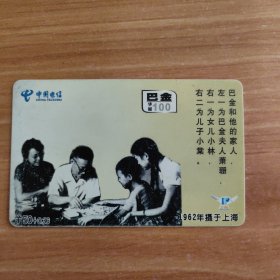 中国电信
CHINA TELECOM
巴金
100
巴金和他的家人.
左一为巴金夫人萧珊.
右一为女儿小林.
右二为儿子小棠.
962年摄于上海